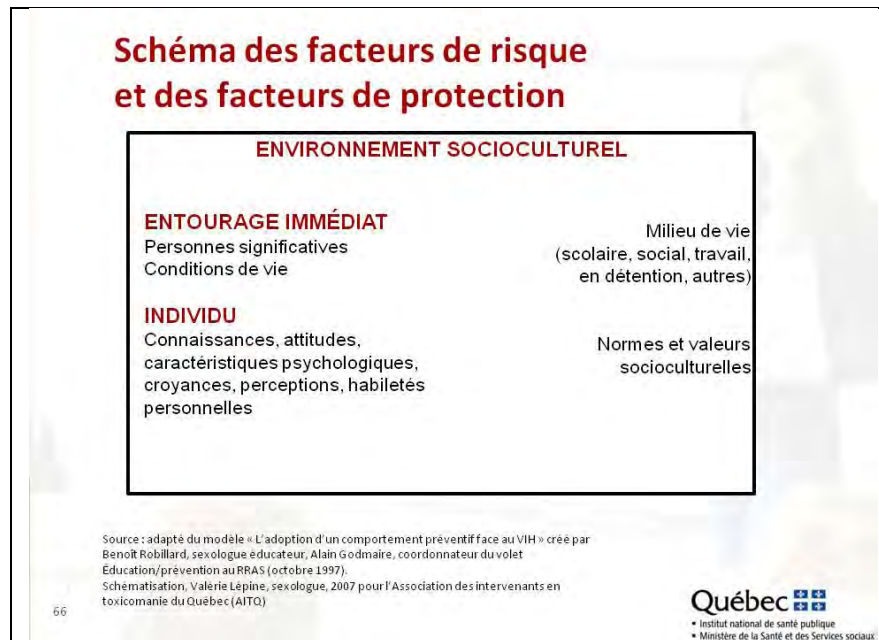 Schéma des facteurs de risque
et des facteurs de protection
ENVIRONNEMENT SOCIOCULTUREL
ENTOURAGE IMMÉDIAT
Personnes significatives
Conditions de vie
Milieu de vie
(scolaire, social, travail,
en détention, autres)
INDIVIDU
Connaissances, attitudes,
caractéristiques psychologiques,
croyances, perceptions, habiletés
personnelles
Normes et valeurs
socioculturelles
Source : adapté du modèle « L'adoption d'un comportement préventif face au VIH » créé par
Benoît Robillard, sexologue éducateur, Alain Godmaire, coordonnateur du volet
Éducation/prévention au RRAS (octobre 1997).
Schématisation, Valérie Lépine, sexologue, 2007 pour l'Association des intervenants en
toxicomanie du Québec (AITQ)
66
Québec
• Institut national de santé publique
• Ministère de la Santé et des Services sociaux